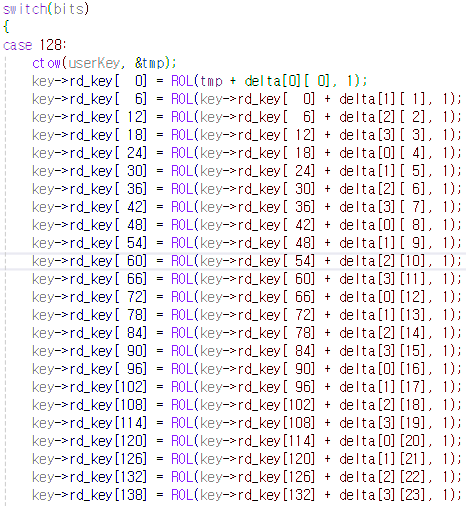 switch(bits)
{
case 128:
ctow(userKey, &tmp);
key->rd_key[  0] = ROL(tmp + delta[0][ 0], 1);
key->rd_key[  6] = ROL(key->rd_key[  0] + delta[1][ 1], 1);
key->rd_key[ 12] = ROL(key->rd_key[  6] + delta[2][ 2], 1);
key->rd_key[ 18] = ROL(key->rd_key[ 12] + delta[3][ 3], 1);
key->rd_key[ 24] = ROL(key->rd_key[ 18] + delta[0][ 4], 1);
key->rd_key[ 30] = ROL(key->rd_key[ 24] + delta[1][ 5], 1);
key->rd_key[ 36] = ROL(key->rd_key[ 30] + delta[2][ 6], 1);
key->rd_key[ 42] = ROL(key->rd_key[ 36] + delta[3][ 7], 1);
key->rd_key[ 48] = ROL(key->rd_key[ 42] + delta[0][ 8], 1);
key->rd_key[ 54] = ROL(key->rd_key[ 48] + delta[1][ 9], 1);
key->rd_key[ 60] = ROL(key->rd_key[ 54] + delta[2][10], 1);
key->rd_key[ 66] = ROL(key->rd_key[ 60] + delta[3][11], 1);
key->rd_key[ 72] = ROL(key->rd_key[ 66] + delta[0][12], 1);
key->rd_key[ 78] = ROL(key->rd_key[ 72] + delta[1][13], 1);
key->rd_key[ 84] = ROL(key->rd_key[ 78] + delta[2][14], 1);
key->rd_key[ 90] = ROL(key->rd_key[ 84] + delta[3][15], 1);
key->rd_key[ 96] = ROL(key->rd_key[ 90] + delta[0][16], 1);
key->rd_key[102] = ROL(key->rd_key[ 96] + delta[1][17], 1);
key->rd_key[108] = ROL(key->rd_key[102] + delta[2][18], 1);
key->rd_key[114] = ROL(key->rd_key[108] + delta[3][19], 1);
key->rd_key[120] = ROL(key->rd_key[114] + delta[0][20], 1);
key->rd_key[126] = ROL(key->rd_key[120] + delta[1][21], 1);
key->rd_key[132] = ROL(key->rd_key[126] + delta[2][22], 1);
key->rd_key[138] = ROL(key->rd_key[132] + delta[3][23], 1);